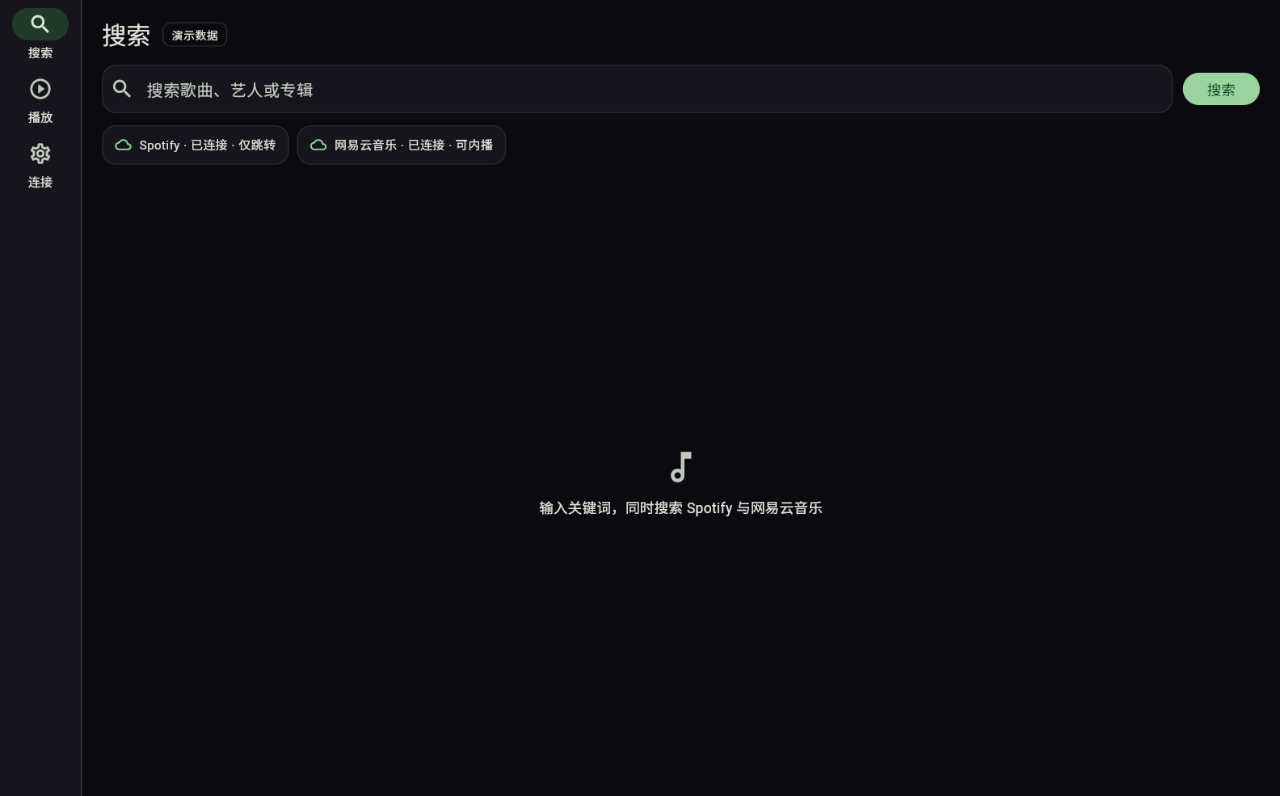 搜索
播放
连接
搜索 演示数据
搜索歌曲、艺人或专辑 搜索
Spotify · 已连接 · 仅跳转 网易云音乐 · 已连接 · 可内播
输入关键词，同时搜索 Spotify 与网易云音乐